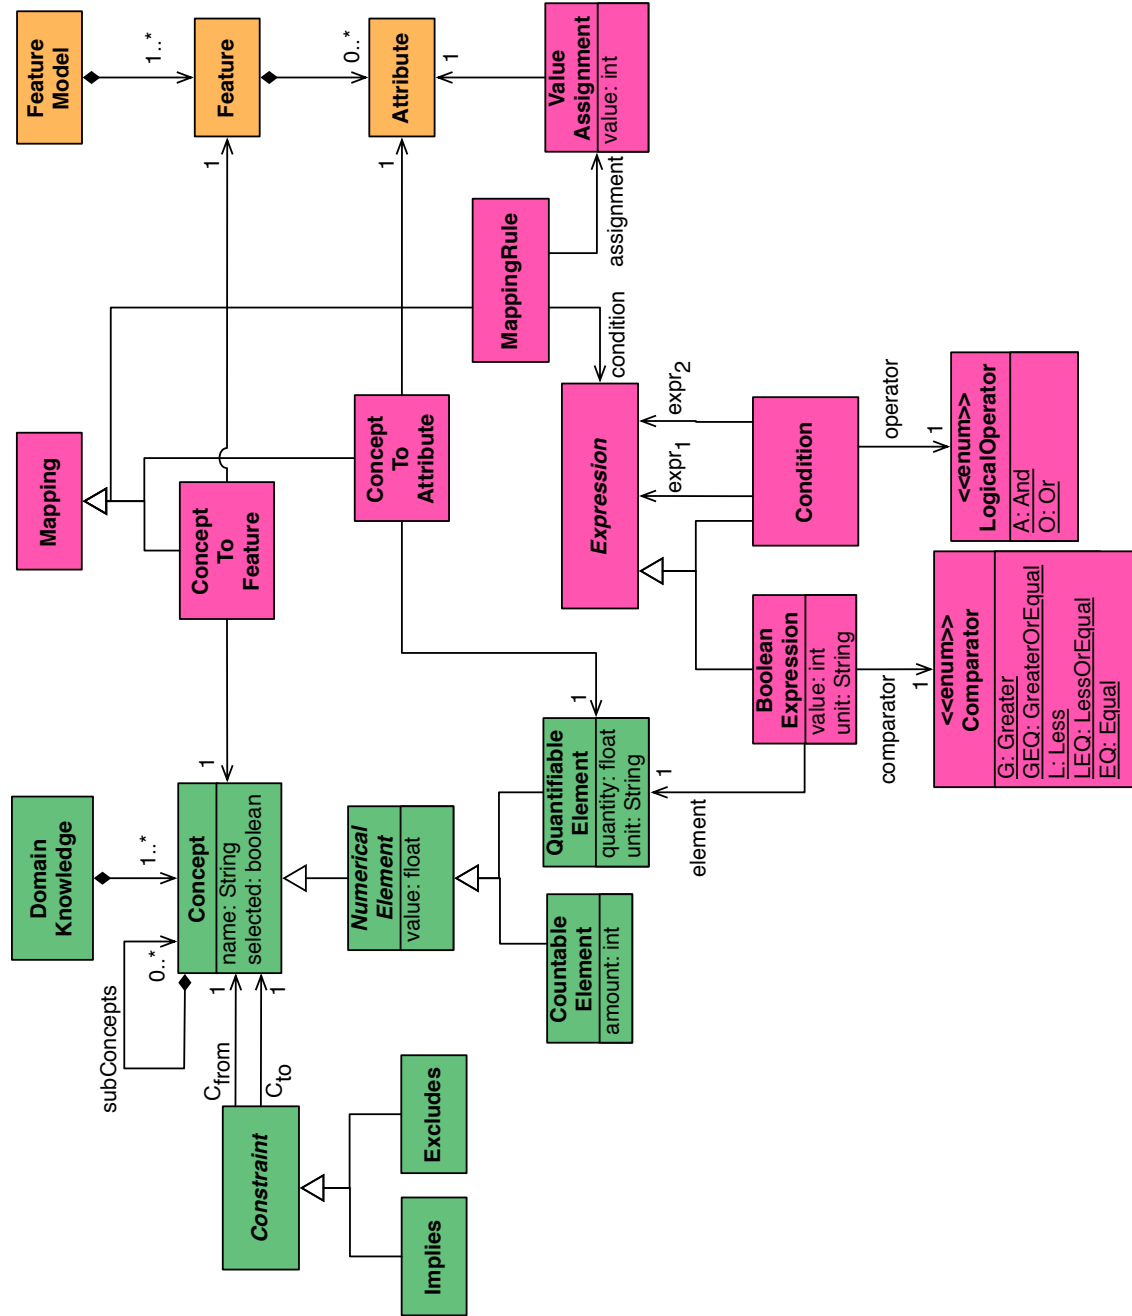 Domain
Knowledge
1..*
subConcepts
0..*
Concept
name: String
selected: boolean
1
C from
1
C to
1
Constraint
Implies
Excludes
Numerical
Element
value: float
Countable
Element
amount: int
Quantifiable
Element
quantity: float
unit: String
1
1
element
Mapping
Concept
To
Feature
Concept
To
Attribute
MappingRule
condition
assignment
Expression
expr1
expr2
Boolean
Expression
value: int
unit: String
Condition
comparator
1
operator
1
<<enum>>
Comparator
G: Greater
GEQ: GreaterOrEqual
L: Less
LEQ: LessOrEqual
EQ: Equal
<<enum>>
LogicalOperator
A: And
O: Or
Feature
Model
1..*
Feature
1
0..*
Attribute
1
1
Value
Assignment
value: int